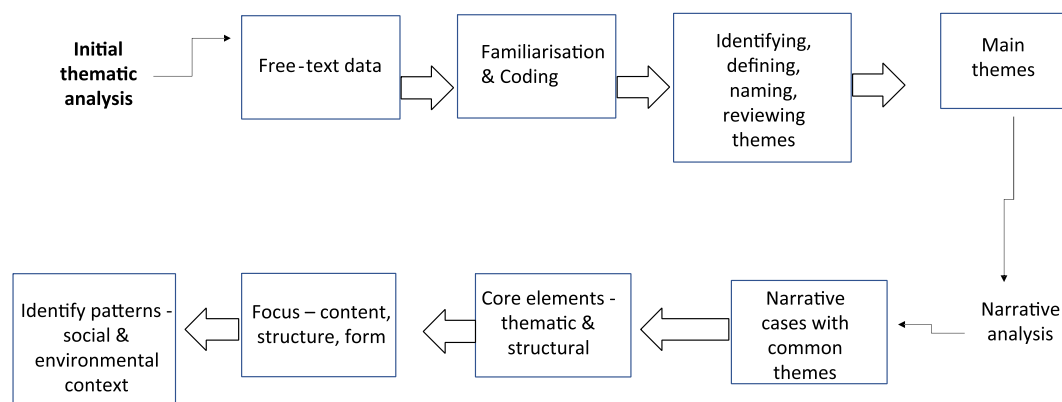 Initial
thematic
analysis
Free-text data
Familiarisation
& Coding
Identifying,
defining,
naming,
reviewing
themes
Main
themes
Narrative
analysis
Narrative
cases with
common
themes
Core elements -
thematic &
structural
Focus – content,
structure, form
Identify patterns -
social &
environmental
context